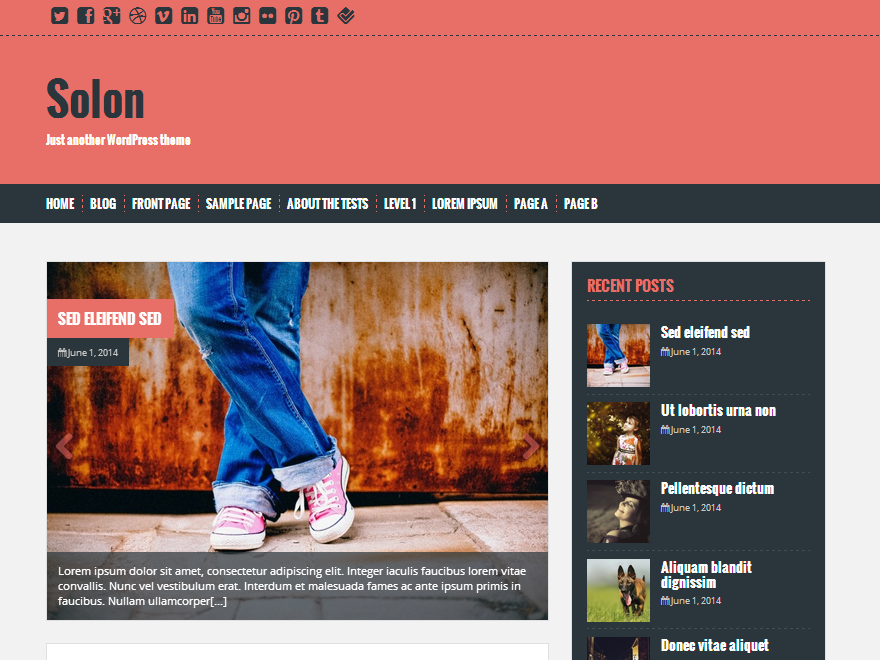 Solon
Just another WordPress theme
HOME
BLOG
FRONT PAGE
SAMPLE PAGE
ABOUT THE TESTS
LEVEL 1
LOREM IPSUM
PAGE A
PAGE B
SED ELEIFEND SED
June 1, 2014
Lorem ipsum dolor sit amet, consectetur adipiscing elit. Integer iaculis faucibus lorem vitae
convallis. Nunc vel vestibulum erat. Interdum et malesuada fames ac ante ipsum primis in
faucibus. Nullam ullamcorper[...]
RECENT POSTS
Sed eleifend sed
June 1, 2014
Ut lobortis urna non
June 1, 2014
Pellentesque dictum
June 1, 2014
Aliquam blandit
dignissim
June 1, 2014
Donec vitae aliquet